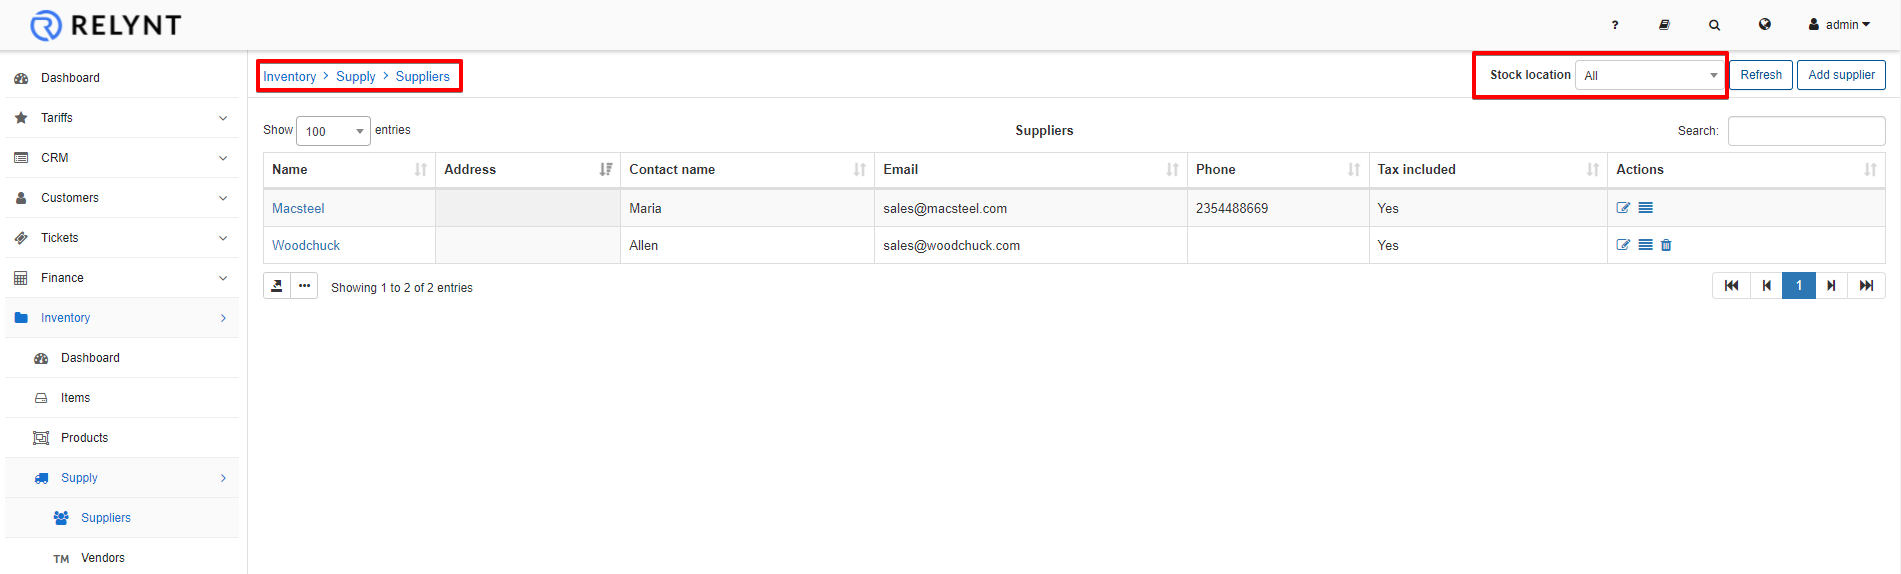 RELYNT
? admin
Dashboard
Tariffs
CRM
Customers
Tickets
Finance
Inventory
Dashboard
Items
Products
Supply
Suppliers
TM Vendors
Inventory > Supply > Suppliers
Stock location All Refresh Add supplier
Show 100 entries Suppliers Search:
Name Address Contact name Email Phone Tax included Actions
Macsteel Maria sales@macsteel.com 2354488669 Yes
Woodchuck Allen sales@woodchuck.com Yes
••• Showing 1 to 2 of 2 entries 1